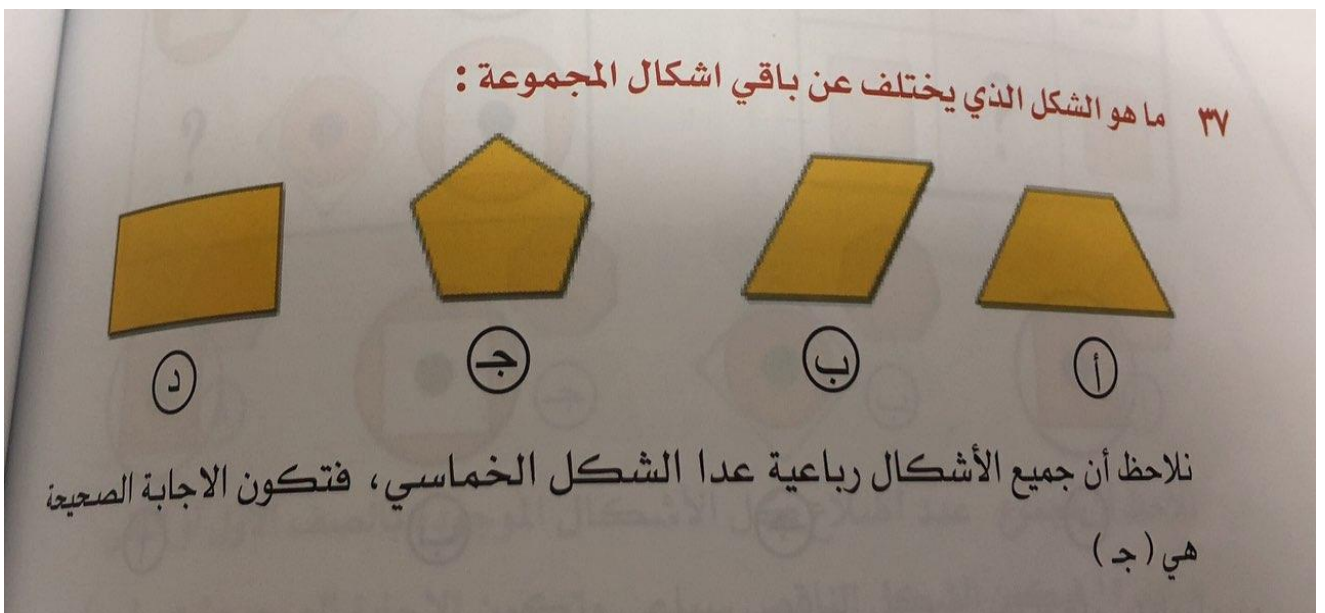 ٣٧ ما هو الشكل الذي يختلف عن باقي اشكال المجموعة :
أ ب جـ د
نلاحظ أن جميع الأشكال رباعية عدا الشكل الخماسي، فتكون الاجابة الصحيحة
هي ( جـ )